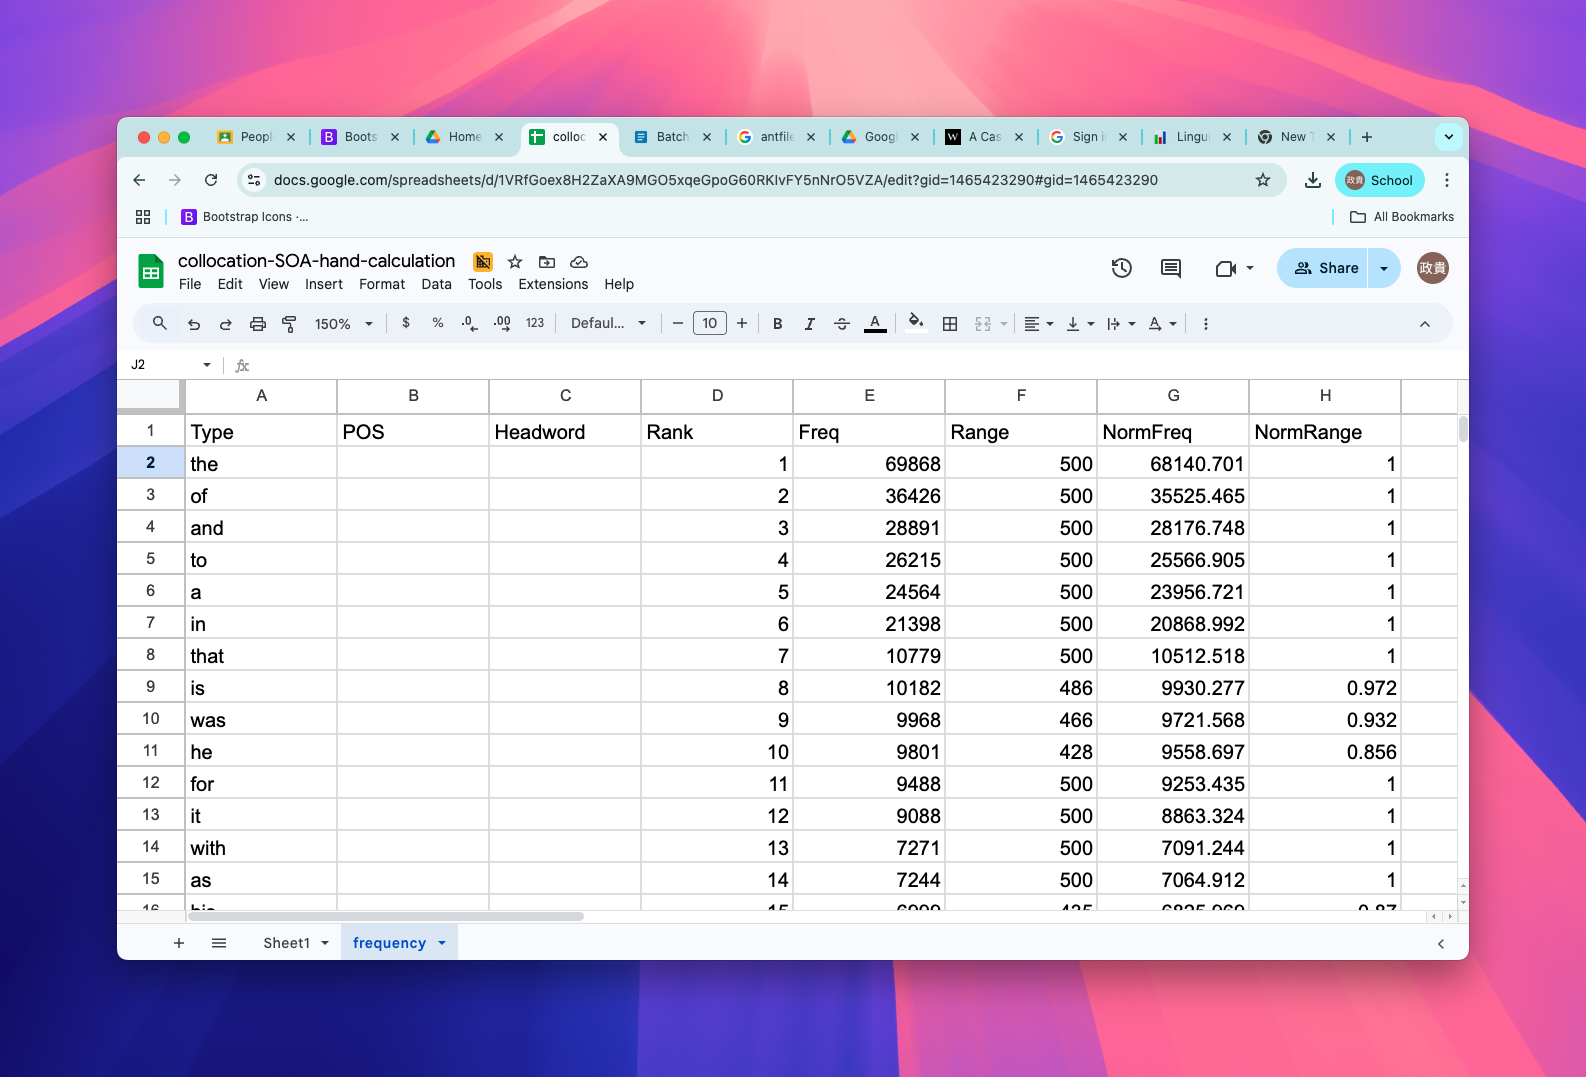 Peopl
Boots
Home
colloc
Batch
antfile
Googl
W
A Cas
Sign i
Lingui
New T
docs.google.com/spreadsheets/d/1VRfGoex8H2ZaXA9MGO5xqeGpoG60RKlvFY5nNrO5VZA/edit?gid=1465423290#gid=1465423290
政貴
School
B
Bootstrap Icons ·...
All Bookmarks
collocation-SOA-hand-calculation
File Edit View Insert Format Data Tools Extensions Help
Share
政貴
150% $ % .0 .00 123 Defaul... 10 B I A
J2 fx
A B C D E F G H
1 Type POS Headword Rank Freq Range NormFreq NormRange
2 the 1 69868 500 68140.701 1
3 of 2 36426 500 35525.465 1
4 and 3 28891 500 28176.748 1
5 to 4 26215 500 25566.905 1
6 a 5 24564 500 23956.721 1
7 in 6 21398 500 20868.992 1
8 that 7 10779 500 10512.518 1
9 is 8 10182 486 9930.277 0.972
10 was 9 9968 466 9721.568 0.932
11 he 10 9801 428 9558.697 0.856
12 for 11 9488 500 9253.435 1
13 it 12 9088 500 8863.324 1
14 with 13 7271 500 7091.244 1
15 as 14 7244 500 7064.912 1
Sheet1
frequency